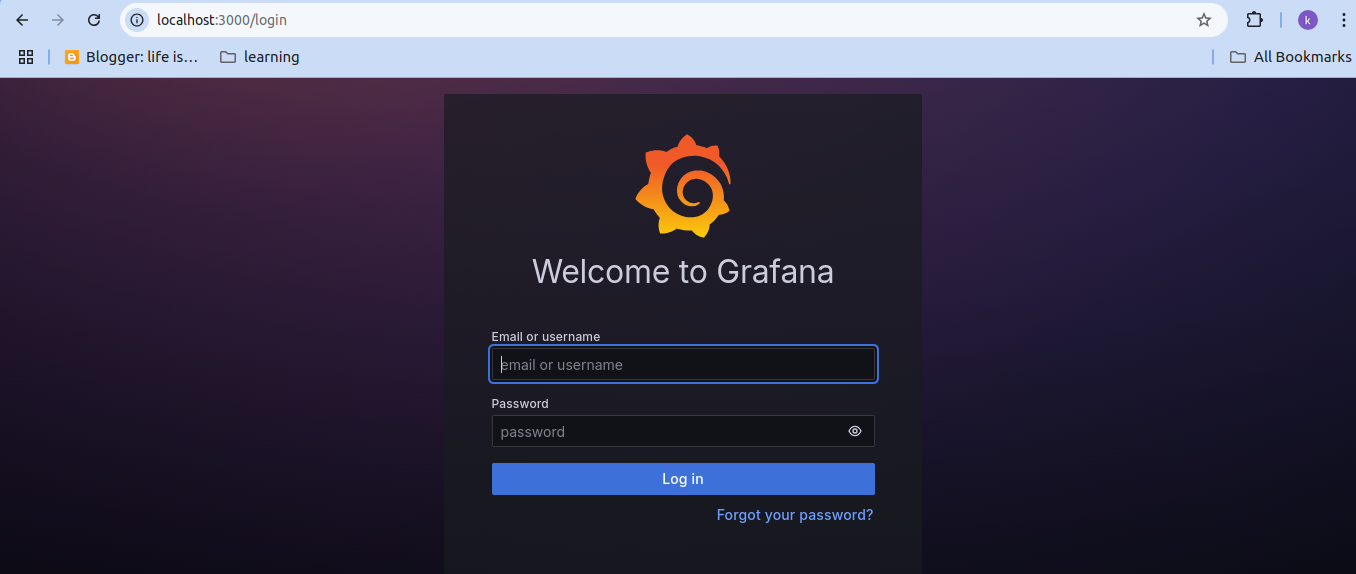 localhost:3000/login
k
Blogger: life is...
learning
All Bookmarks
Welcome to Grafana
Email or username
email or username
Password
password
Log in
Forgot your password?